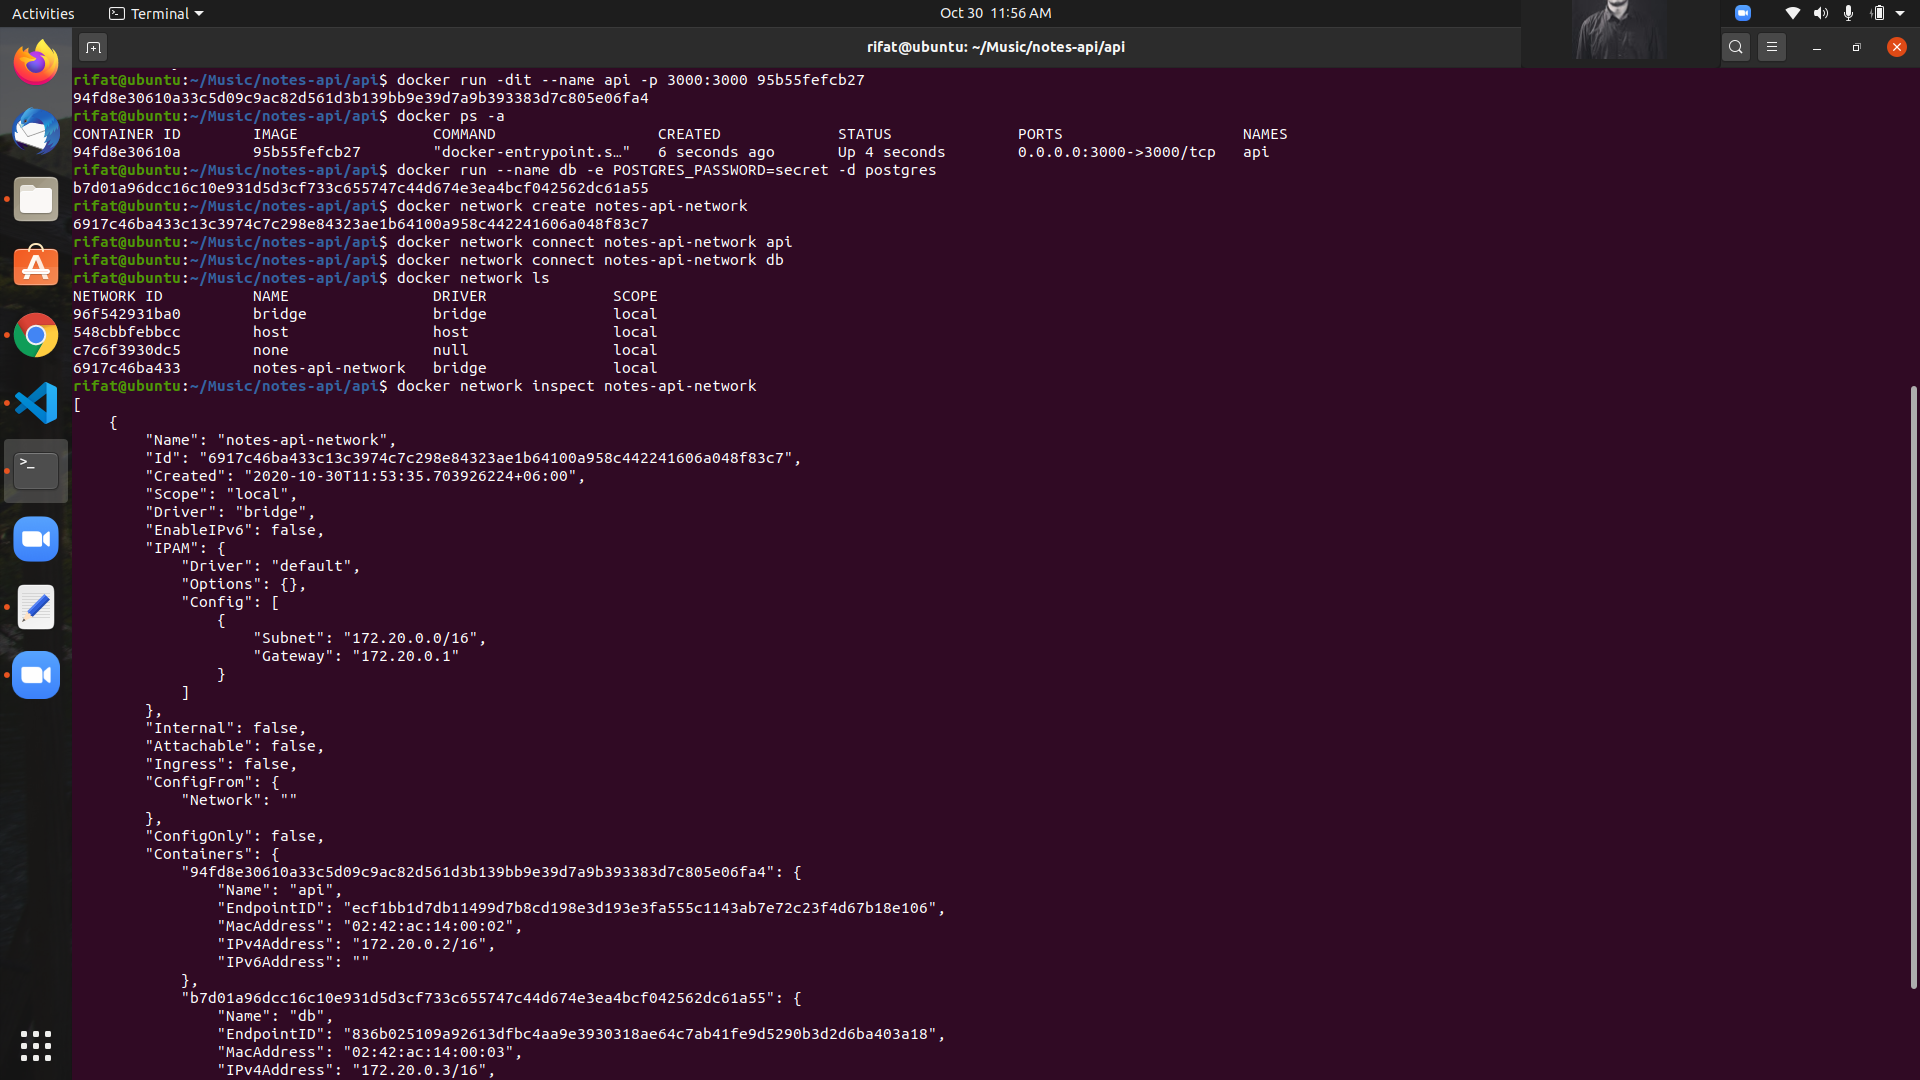 Activities Terminal Oct 30 11:56 AM
rifat@ubuntu: ~/Music/notes-api/api
rifat@ubuntu:~/Music/notes-api/api$ docker run -dit --name api -p 3000:3000 95b55fefcb27
94fd8e30610a33c5d09c9ac82d561d3b139bb9e39d7a9b393383d7c805e06fa4
rifat@ubuntu:~/Music/notes-api/api$ docker ps -a
CONTAINER ID        IMAGE               COMMAND                  CREATED             STATUS              PORTS                    NAMES
94fd8e30610a        95b55fefcb27        "docker-entrypoint.s…"   6 seconds ago       Up 4 seconds        0.0.0.0:3000->3000/tcp   api
rifat@ubuntu:~/Music/notes-api/api$ docker run --name db -e POSTGRES_PASSWORD=secret -d postgres
b7d01a96dcc16c10e931d5d3cf733c655747c44d674e3ea4bcf042562dc61a55
rifat@ubuntu:~/Music/notes-api/api$ docker network create notes-api-network
6917c46ba433c13c3974c7c298e84323ae1b64100a958c442241606a048f83c7
rifat@ubuntu:~/Music/notes-api/api$ docker network connect notes-api-network api
rifat@ubuntu:~/Music/notes-api/api$ docker network connect notes-api-network db
rifat@ubuntu:~/Music/notes-api/api$ docker network ls
NETWORK ID          NAME                DRIVER              SCOPE
96f542931ba0        bridge              bridge              local
548cbbfebbcc        host                host                local
c7c6f3930dc5        none                null                local
6917c46ba433        notes-api-network   bridge              local
rifat@ubuntu:~/Music/notes-api/api$ docker network inspect notes-api-network
[
    {
        "Name": "notes-api-network",
        "Id": "6917c46ba433c13c3974c7c298e84323ae1b64100a958c442241606a048f83c7",
        "Created": "2020-10-30T11:53:35.703926224+06:00",
        "Scope": "local",
        "Driver": "bridge",
        "EnableIPv6": false,
        "IPAM": {
            "Driver": "default",
            "Options": {},
            "Config": [
                {
                    "Subnet": "172.20.0.0/16",
                    "Gateway": "172.20.0.1"
                }
            ]
        },
        "Internal": false,
        "Attachable": false,
        "Ingress": false,
        "ConfigFrom": {
            "Network": ""
        },
        "ConfigOnly": false,
        "Containers": {
            "94fd8e30610a33c5d09c9ac82d561d3b139bb9e39d7a9b393383d7c805e06fa4": {
                "Name": "api",
                "EndpointID": "ecf1bb1d7db11499d7b8cd198e3d193e3fa555c1143ab7e72c23f4d67b18e106",
                "MacAddress": "02:42:ac:14:00:02",
                "IPv4Address": "172.20.0.2/16",
                "IPv6Address": ""
            },
            "b7d01a96dcc16c10e931d5d3cf733c655747c44d674e3ea4bcf042562dc61a55": {
                "Name": "db",
                "EndpointID": "836b025109a92613dfbc4aa9e3930318ae64c7ab41fe9d5290b3d2d6ba403a18",
                "MacAddress": "02:42:ac:14:00:03",
                "IPv4Address": "172.20.0.3/16",